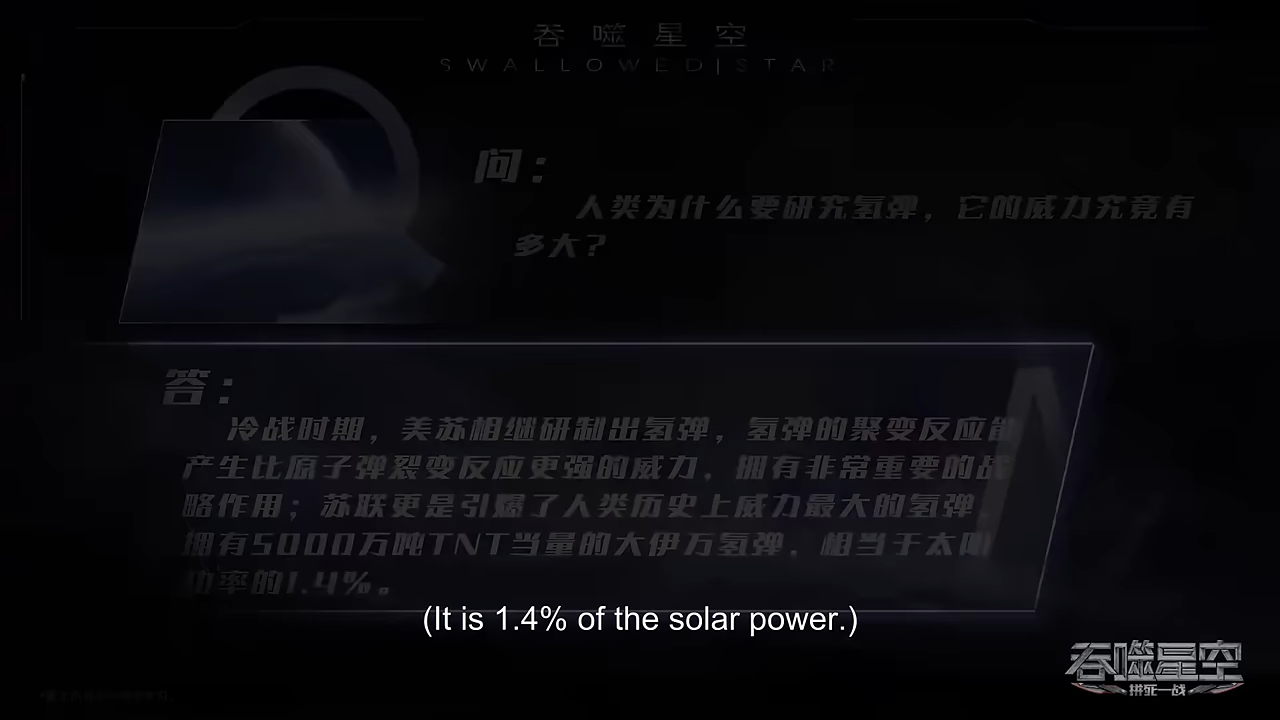 吞噬星空
SWALLOWED|STAR
问：
人类为什么要研究氢弹，它的威力究竟有
多大？
答：
冷战时期，美苏相继研制出氢弹，氢弹的聚变反应能
产生比原子弹裂变反应更强的威力，拥有非常重要的战
略作用；苏联更是引爆了人类历史上威力最大的氢弹，
拥有5000万吨TNT当量的大伊万氢弹，相当于太阳
功率的1.4%。
(It is 1.4% of the solar power.)
吞噬星空
拼死一战